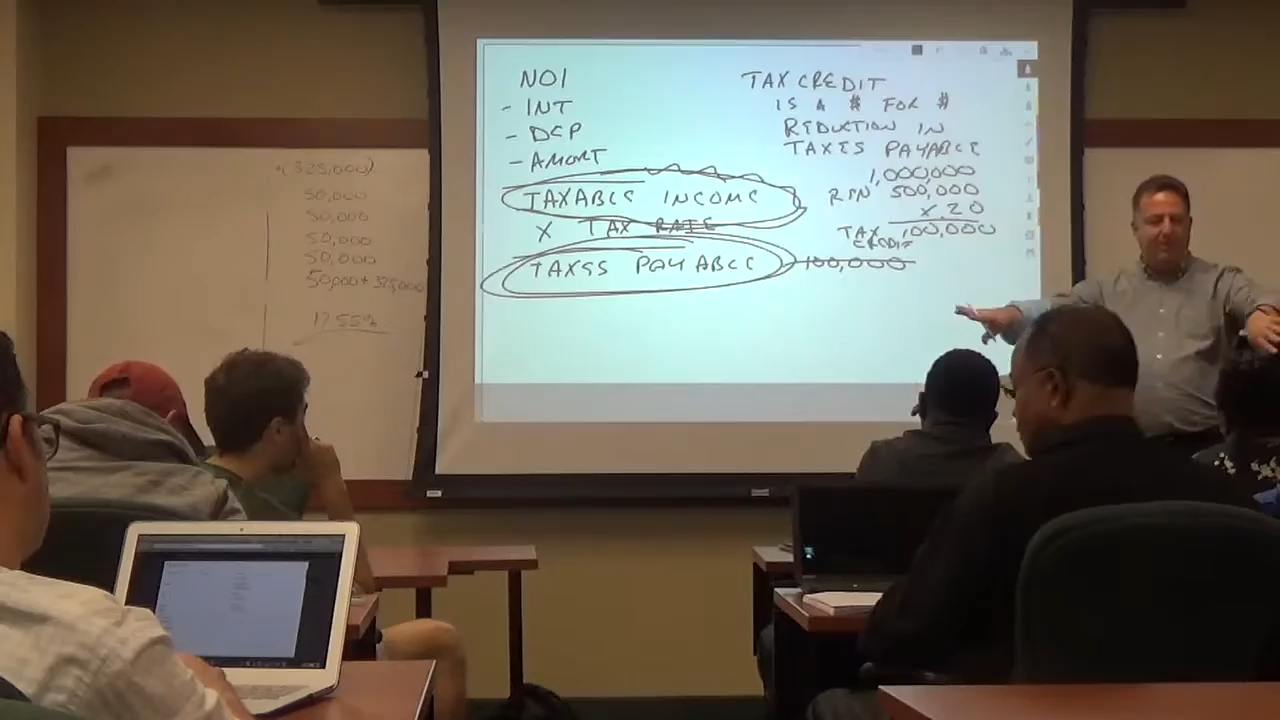 (325,000)
50,000
50,000
50,000
50,000
50,000 + 325,000
17.55%
NOI
- INT
- DEP
- AMORT
TAXABLE INCOME
X TAX RATE
TAXES PAYABLE
TAX CREDIT
IS A $ FOR $
REDUCTION IN
TAXES PAYABLE
1,000,000
500,000
X .20
TAX 100,000
CREDIT
100,000